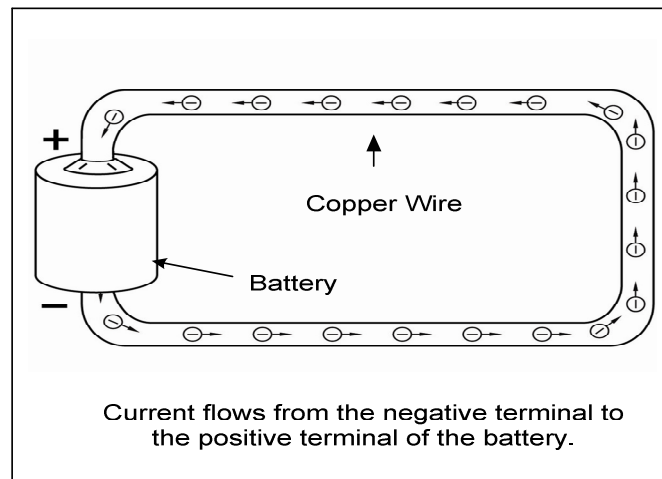 +
Copper Wire
Battery
−
Current flows from the negative terminal to
the positive terminal of the battery.